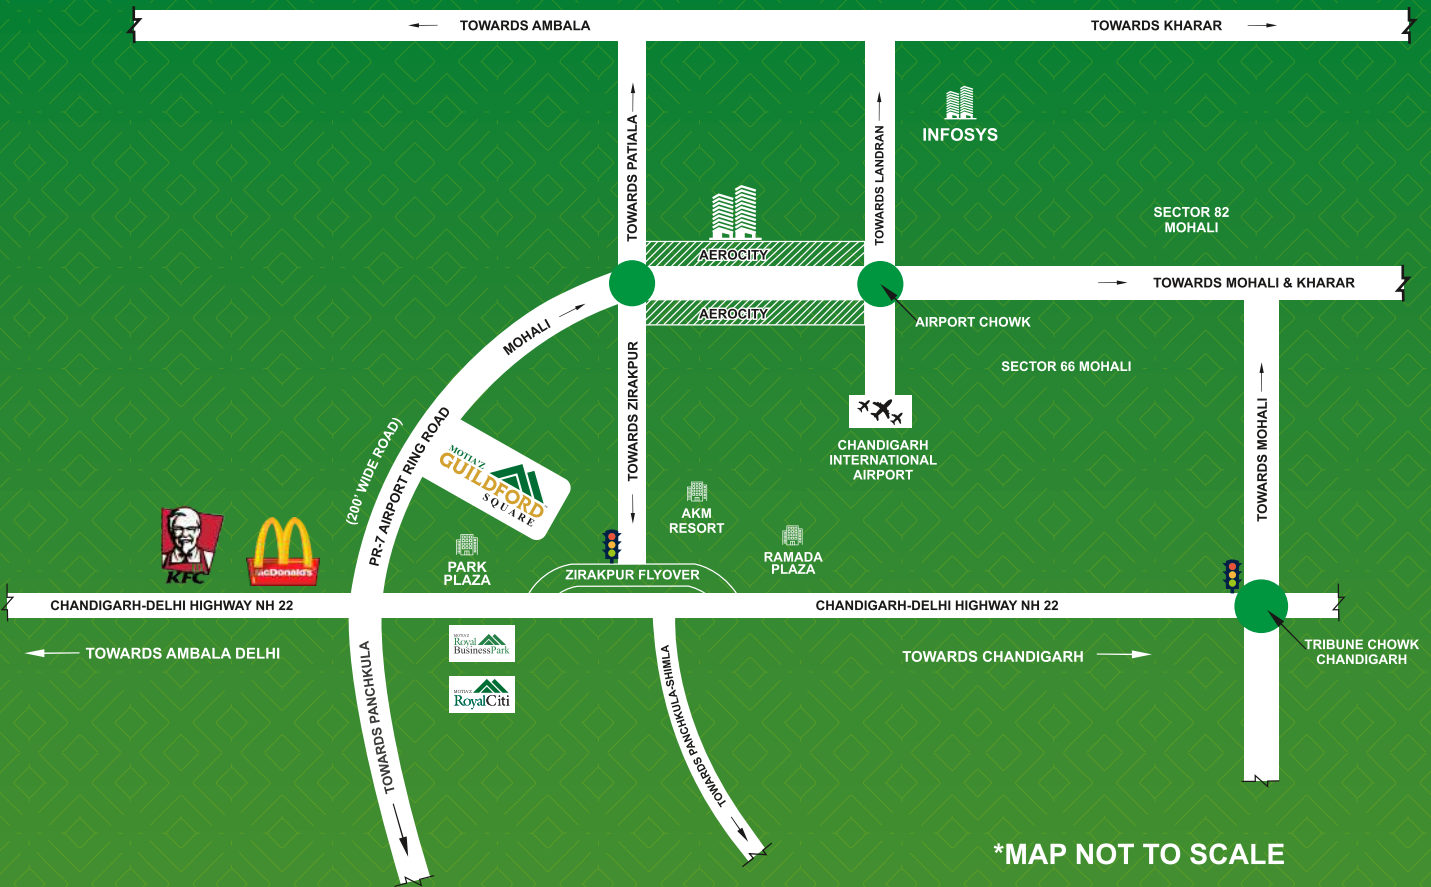 TOWARDS AMBALA
TOWARDS KHARAR
TOWARDS PATIALA
TOWARDS LANDRAN
INFOSYS
SECTOR 82
MOHALI
AEROCITY
TOWARDS MOHALI & KHARAR
AEROCITY
AIRPORT CHOWK
MOHALI
TOWARDS ZIRAKPUR
SECTOR 66 MOHALI
(200' WIDE ROAD)
PR-7 AIRPORT RING ROAD
MOTIA'Z
GUILDFORD
SQUARE
CHANDIGARH
INTERNATIONAL
AIRPORT
TOWARDS MOHALI
AKM
RESORT
RAMADA
PLAZA
KFC
McDonald's
PARK
PLAZA
ZIRAKPUR FLYOVER
CHANDIGARH-DELHI HIGHWAY NH 22
CHANDIGARH-DELHI HIGHWAY NH 22
TOWARDS AMBALA DELHI
MOTIA'Z
Royal
BusinessPark
MOTIA'Z
RoyalCiti
TOWARDS CHANDIGARH
TRIBUNE CHOWK
CHANDIGARH
TOWARDS PANCHKULA
TOWARDS PANCHKULA-SHIMLA
*MAP NOT TO SCALE